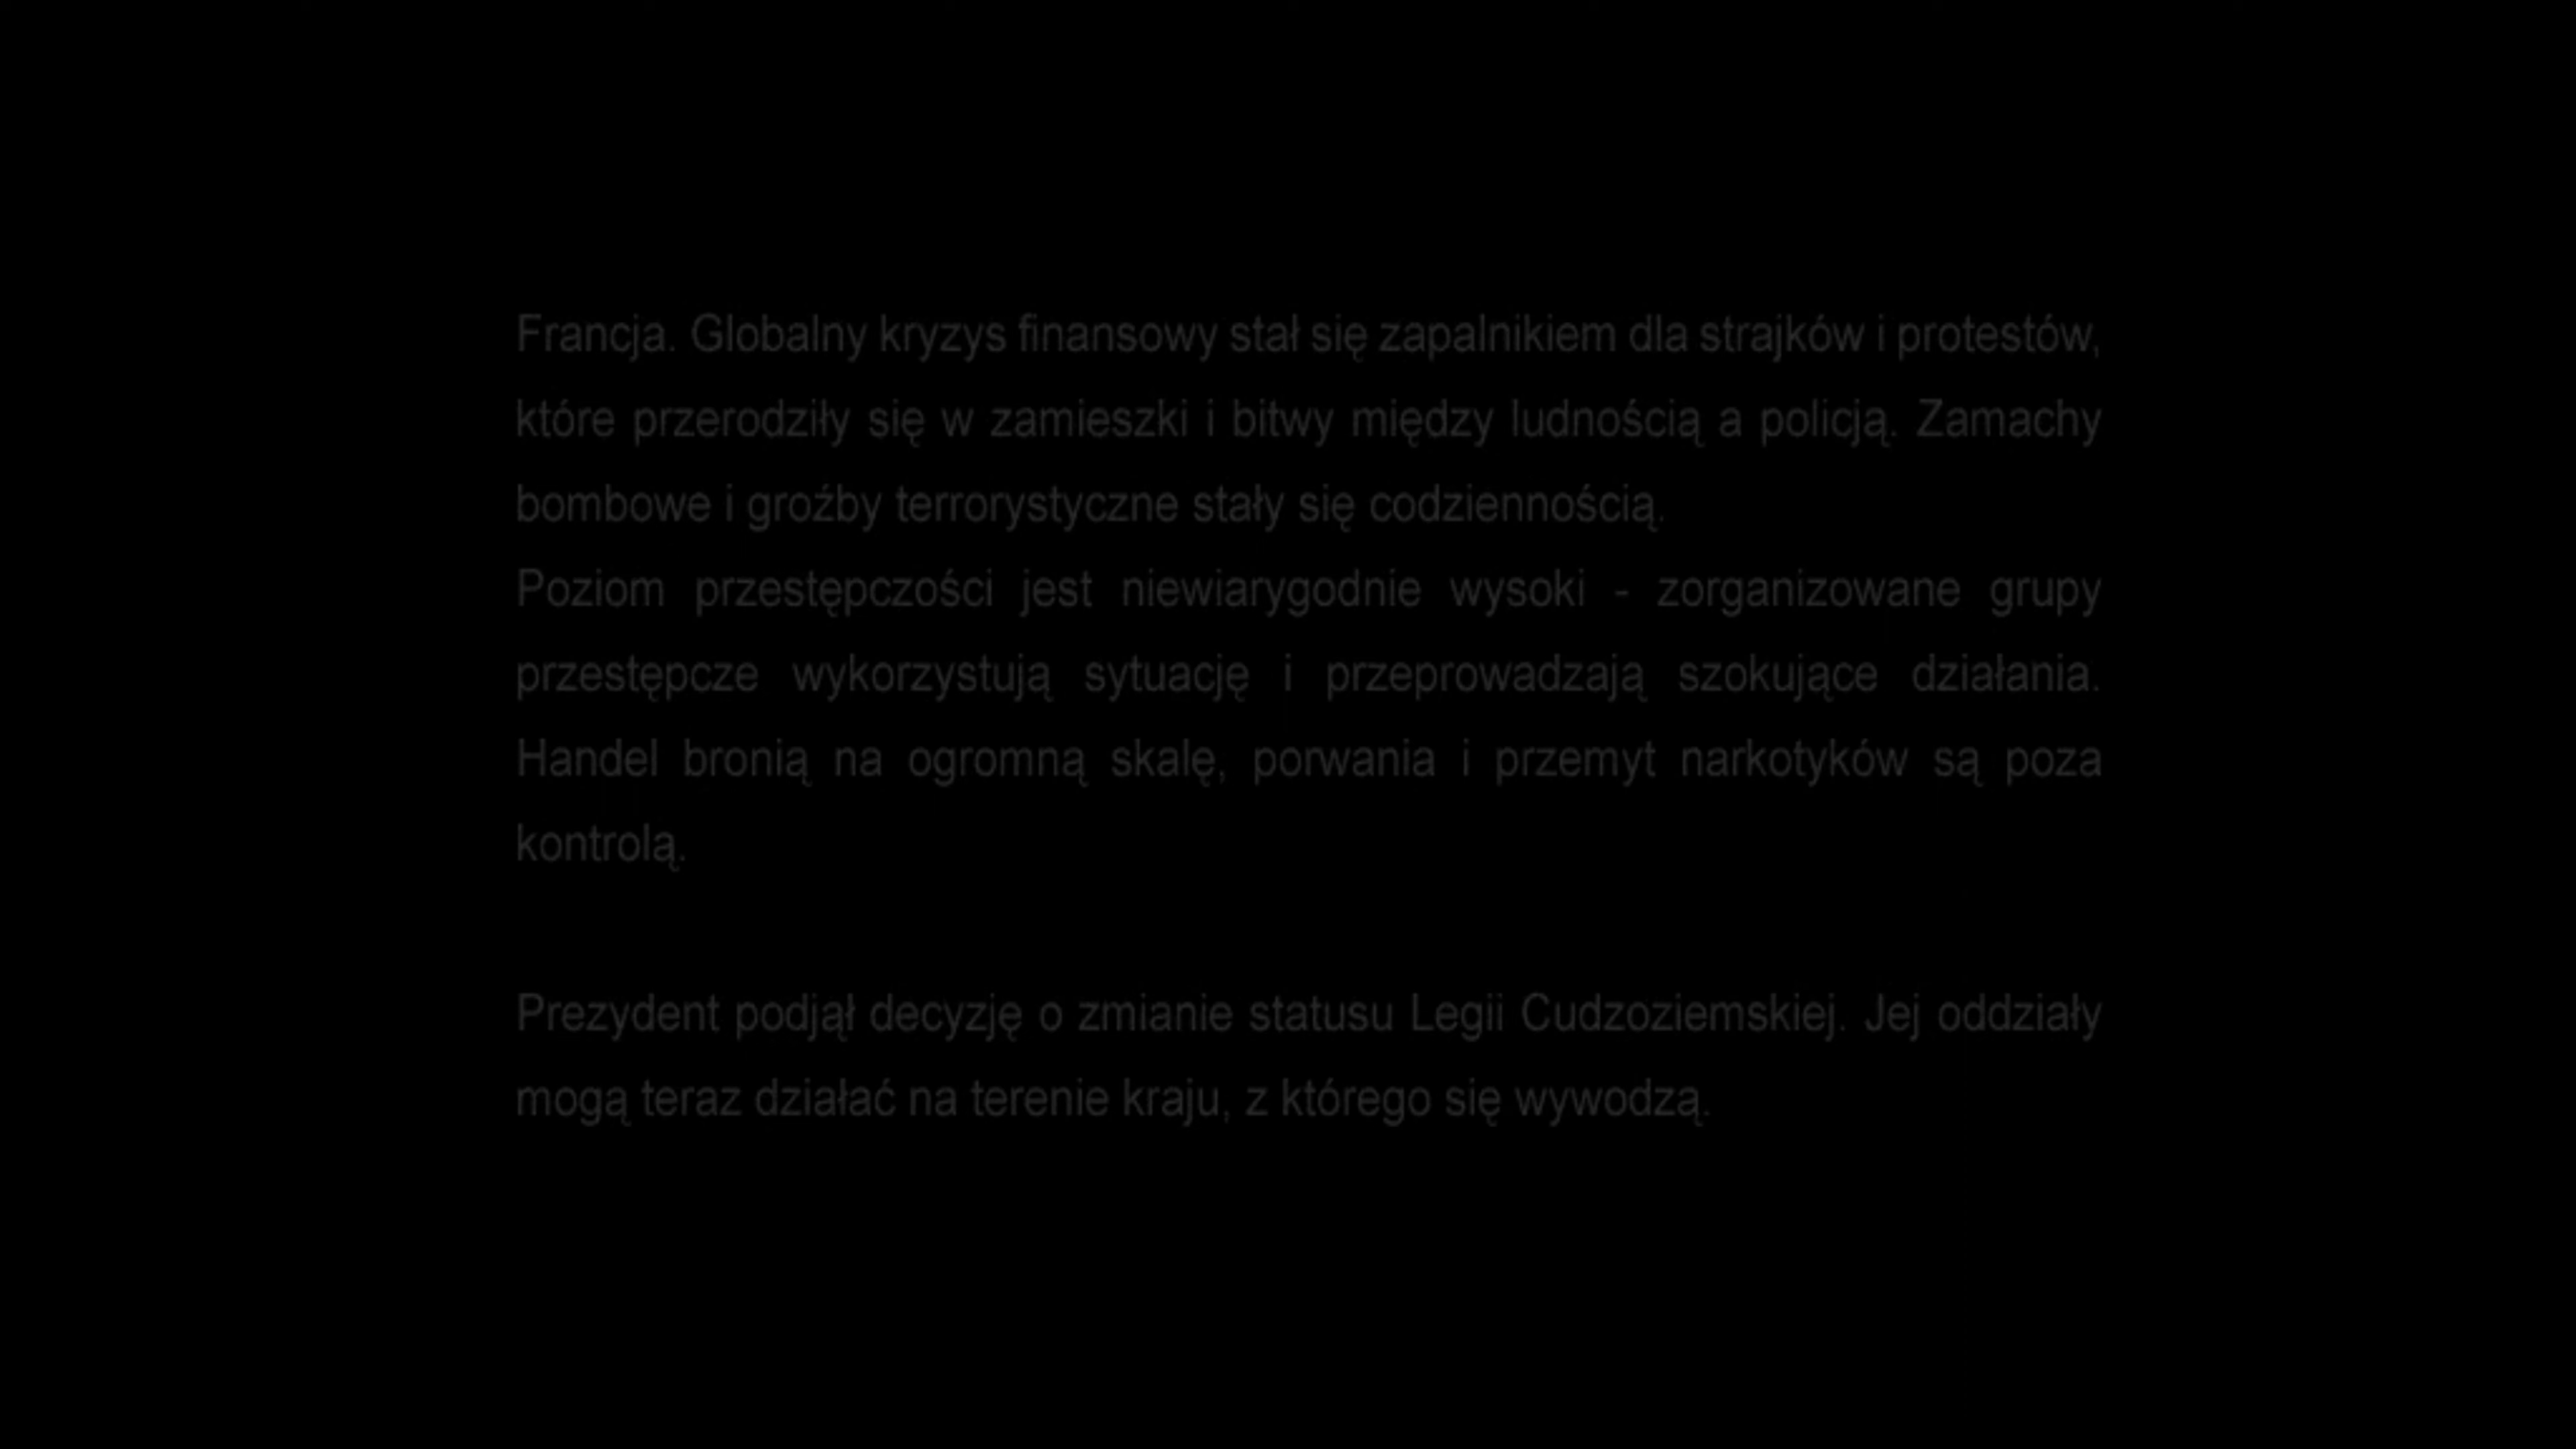 Francja. Globalny kryzys finansowy stał się zapalnikiem dla strajków i protestów,
które przerodziły się w zamieszki i bitwy między ludnością a policją. Zamachy
bombowe i groźby terrorystyczne stały się codziennością.
Poziom przestępczości jest niewiarygodnie wysoki - zorganizowane grupy
przestępcze wykorzystują sytuację i przeprowadzają szokujące działania.
Handel bronią na ogromną skalę, porwania i przemyt narkotyków są poza
kontrolą.
Prezydent podjął decyzję o zmianie statusu Legii Cudzoziemskiej. Jej oddziały
mogą teraz działać na terenie kraju, z którego się wywodzą.